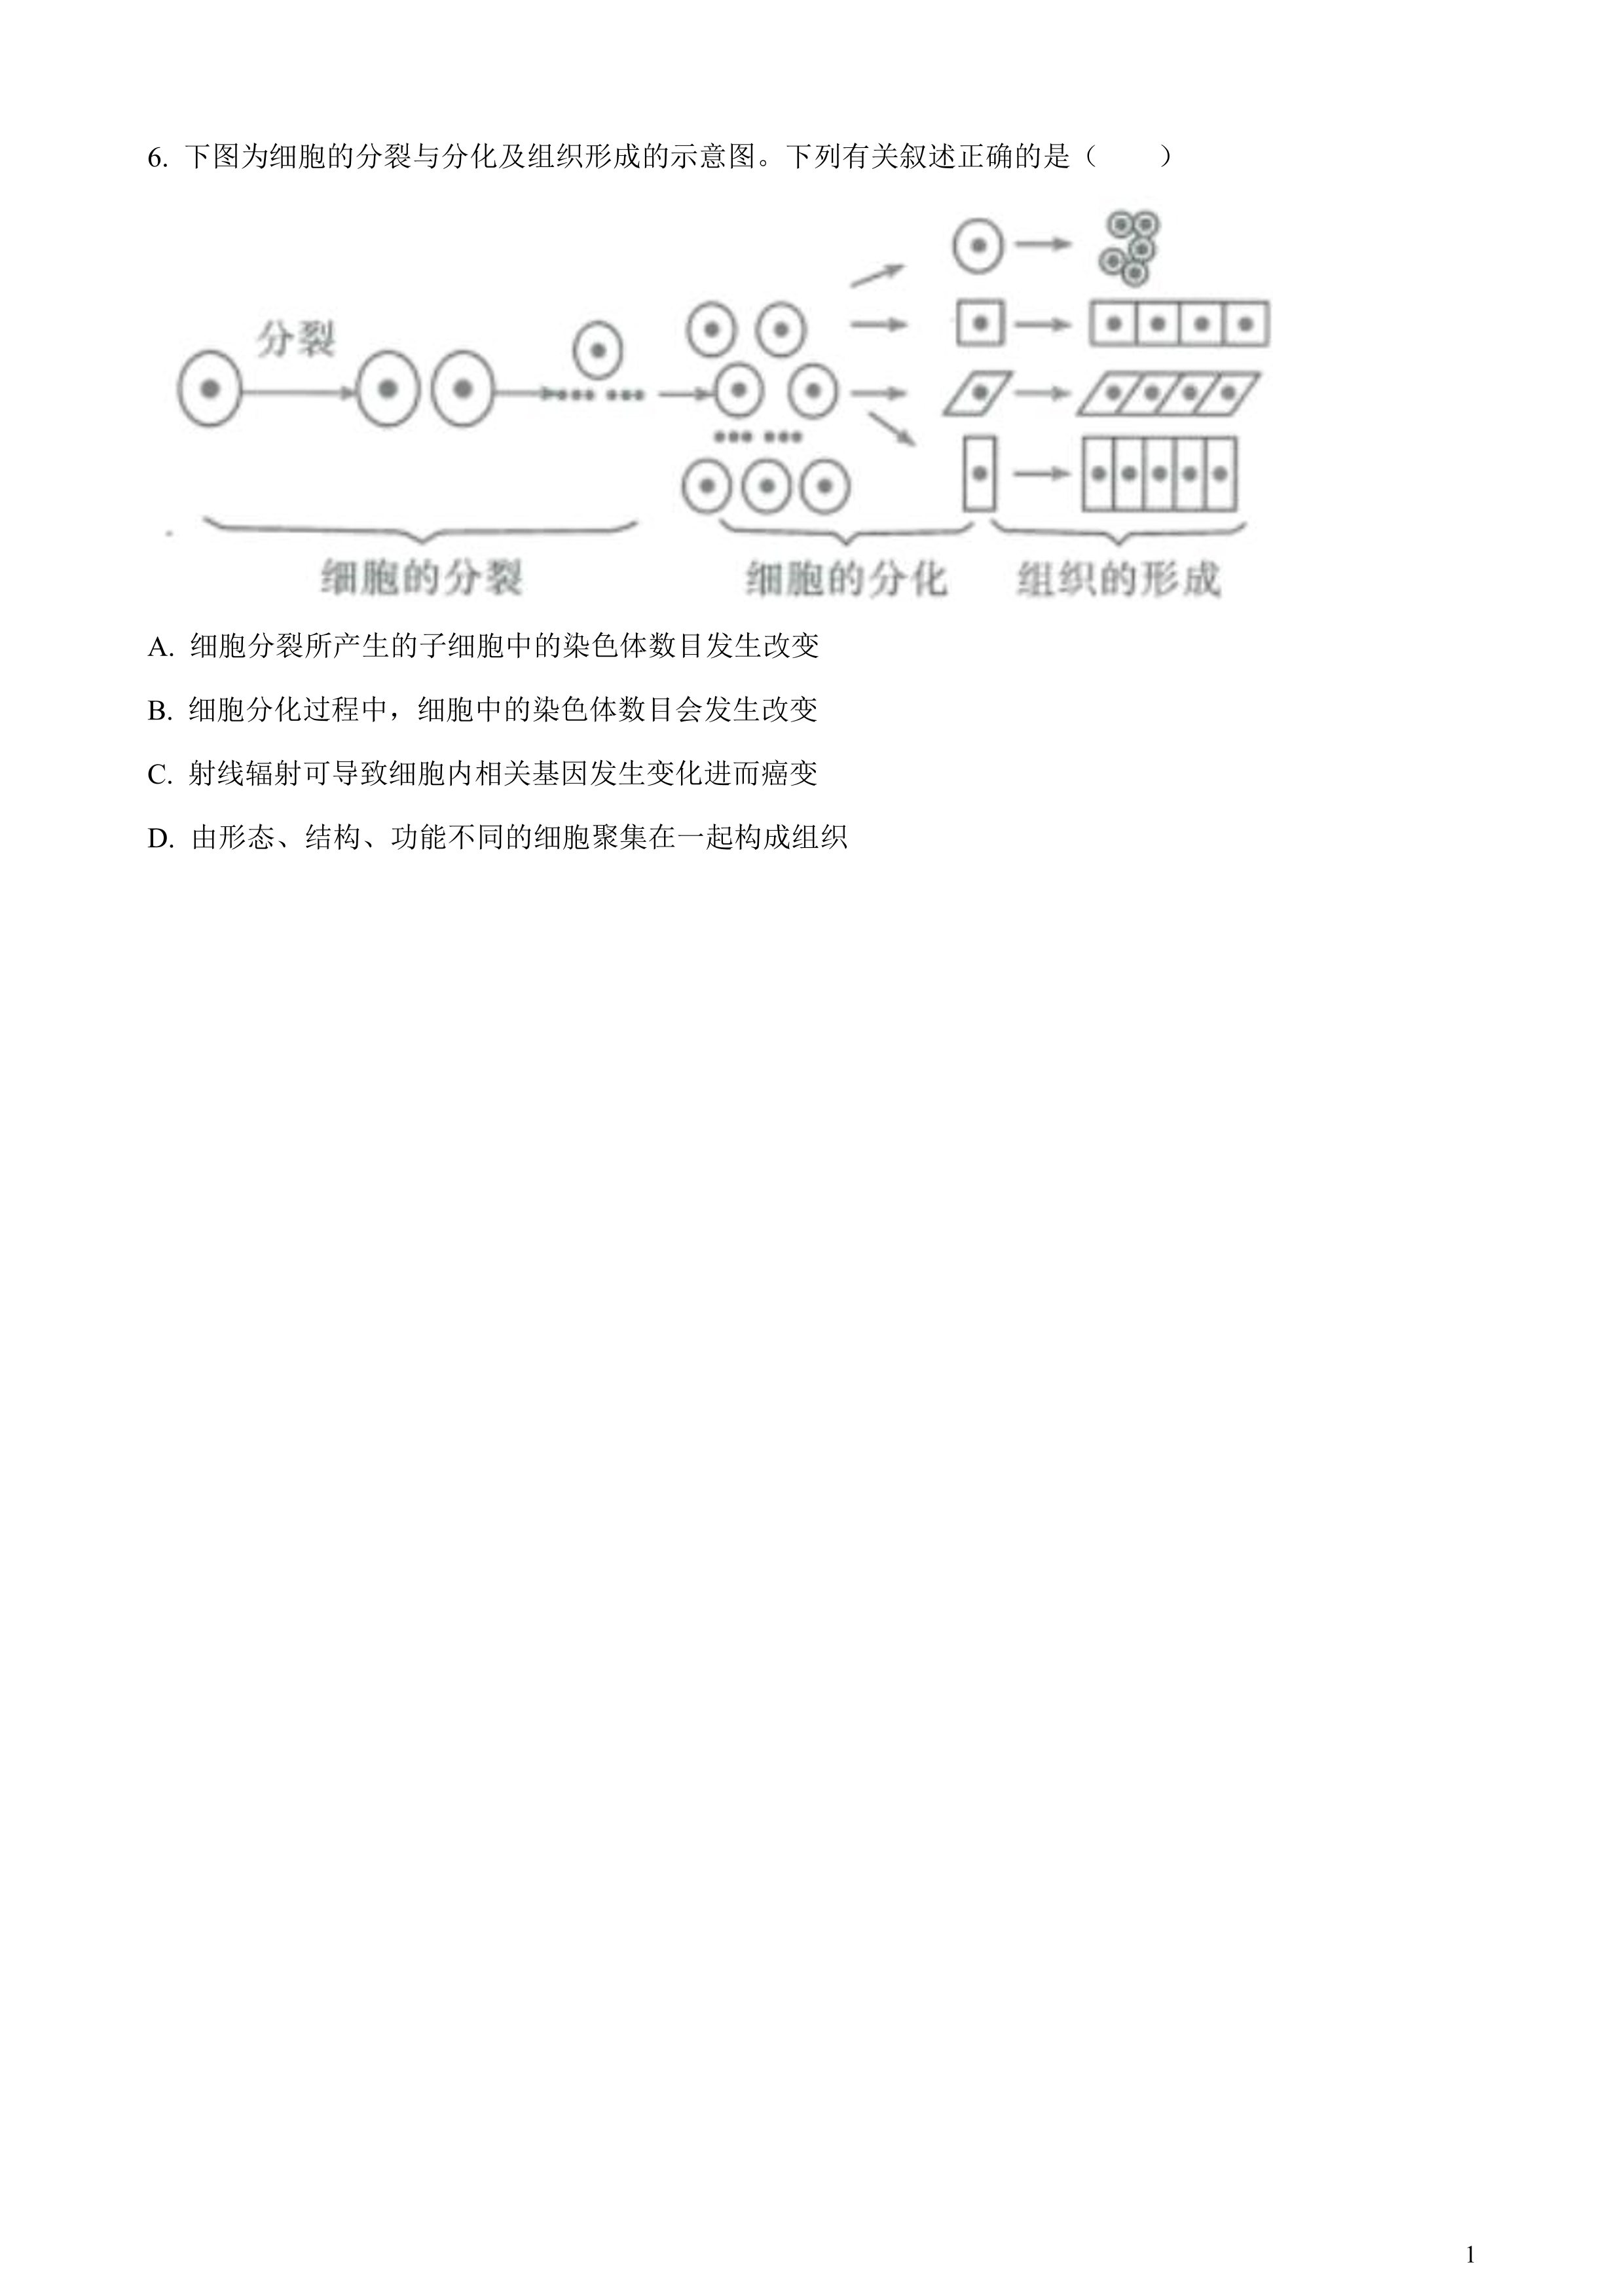 6. 下图为细胞的分裂与分化及组织形成的示意图。下列有关叙述正确的是（　　）
分裂
细胞的分裂 细胞的分化 组织的形成
A. 细胞分裂所产生的子细胞中的染色体数目发生改变
B. 细胞分化过程中，细胞中的染色体数目会发生改变
C. 射线辐射可导致细胞内相关基因发生变化进而癌变
D. 由形态、结构、功能不同的细胞聚集在一起构成组织
1